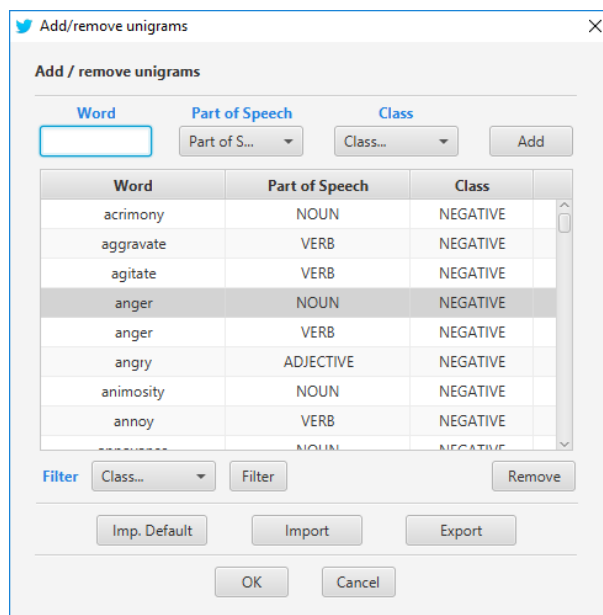 Add/remove unigrams
Add / remove unigrams
Word Part of Speech Class
Part of S... Class... Add
Word Part of Speech Class
acrimony NOUN NEGATIVE
aggravate VERB NEGATIVE
agitate VERB NEGATIVE
anger NOUN NEGATIVE
anger VERB NEGATIVE
angry ADJECTIVE NEGATIVE
animosity NOUN NEGATIVE
annoy VERB NEGATIVE
NOUN NEGATIVE
Filter Class... Filter Remove
Imp. Default Import Export
OK Cancel